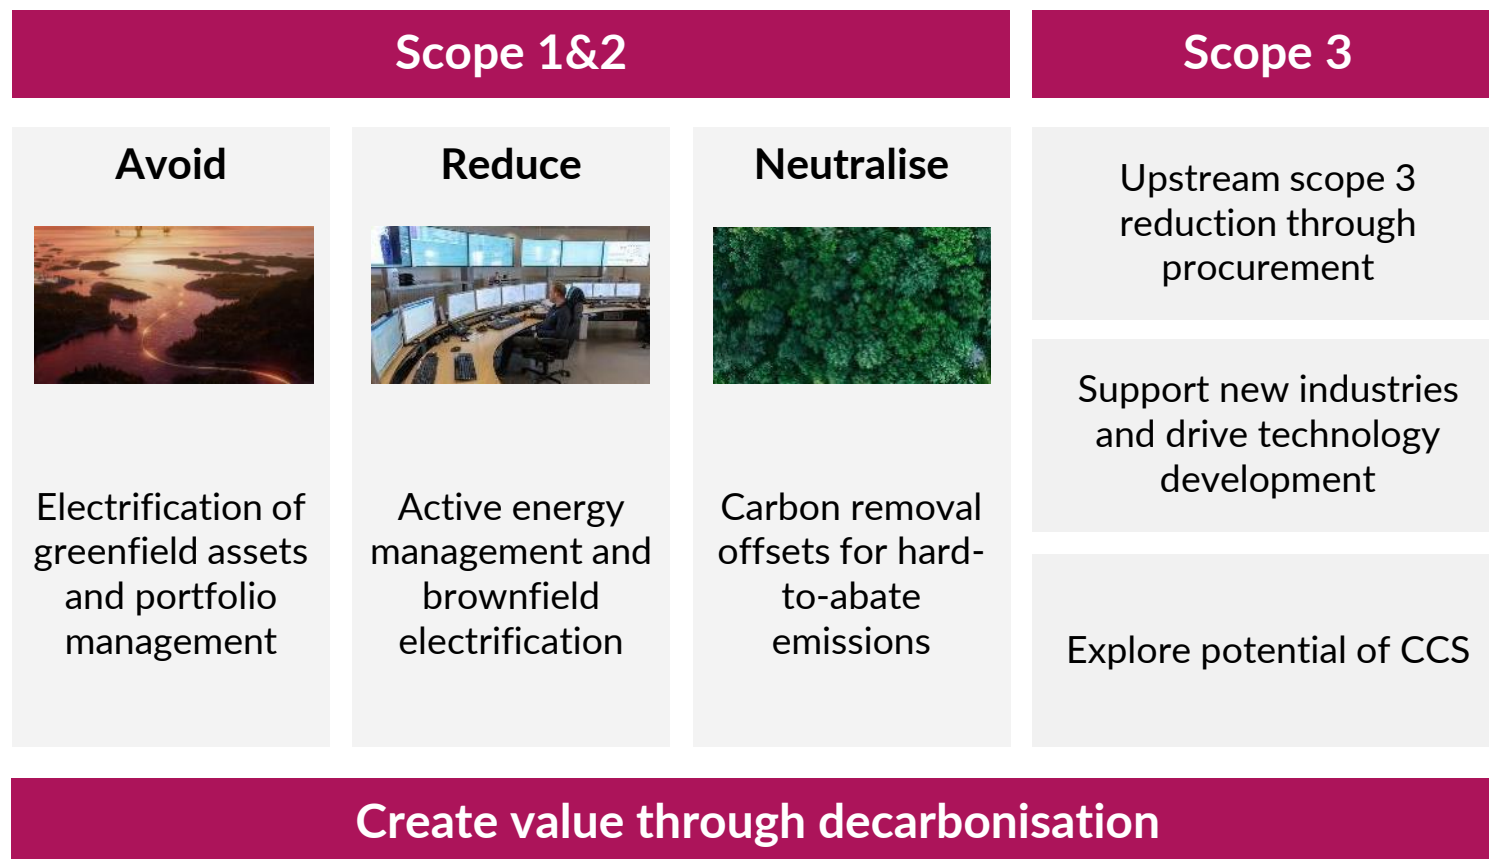 Scope 1&2
Scope 3
Avoid
Electrification of
greenfield assets
and portfolio
management
Reduce
Active energy
management and
brownfield
electrification
Neutralise
Carbon removal
offsets for hard-
to-abate
emissions
Upstream scope 3
reduction through
procurement
Support new industries
and drive technology
development
Explore potential of CCS
Create value through decarbonisation